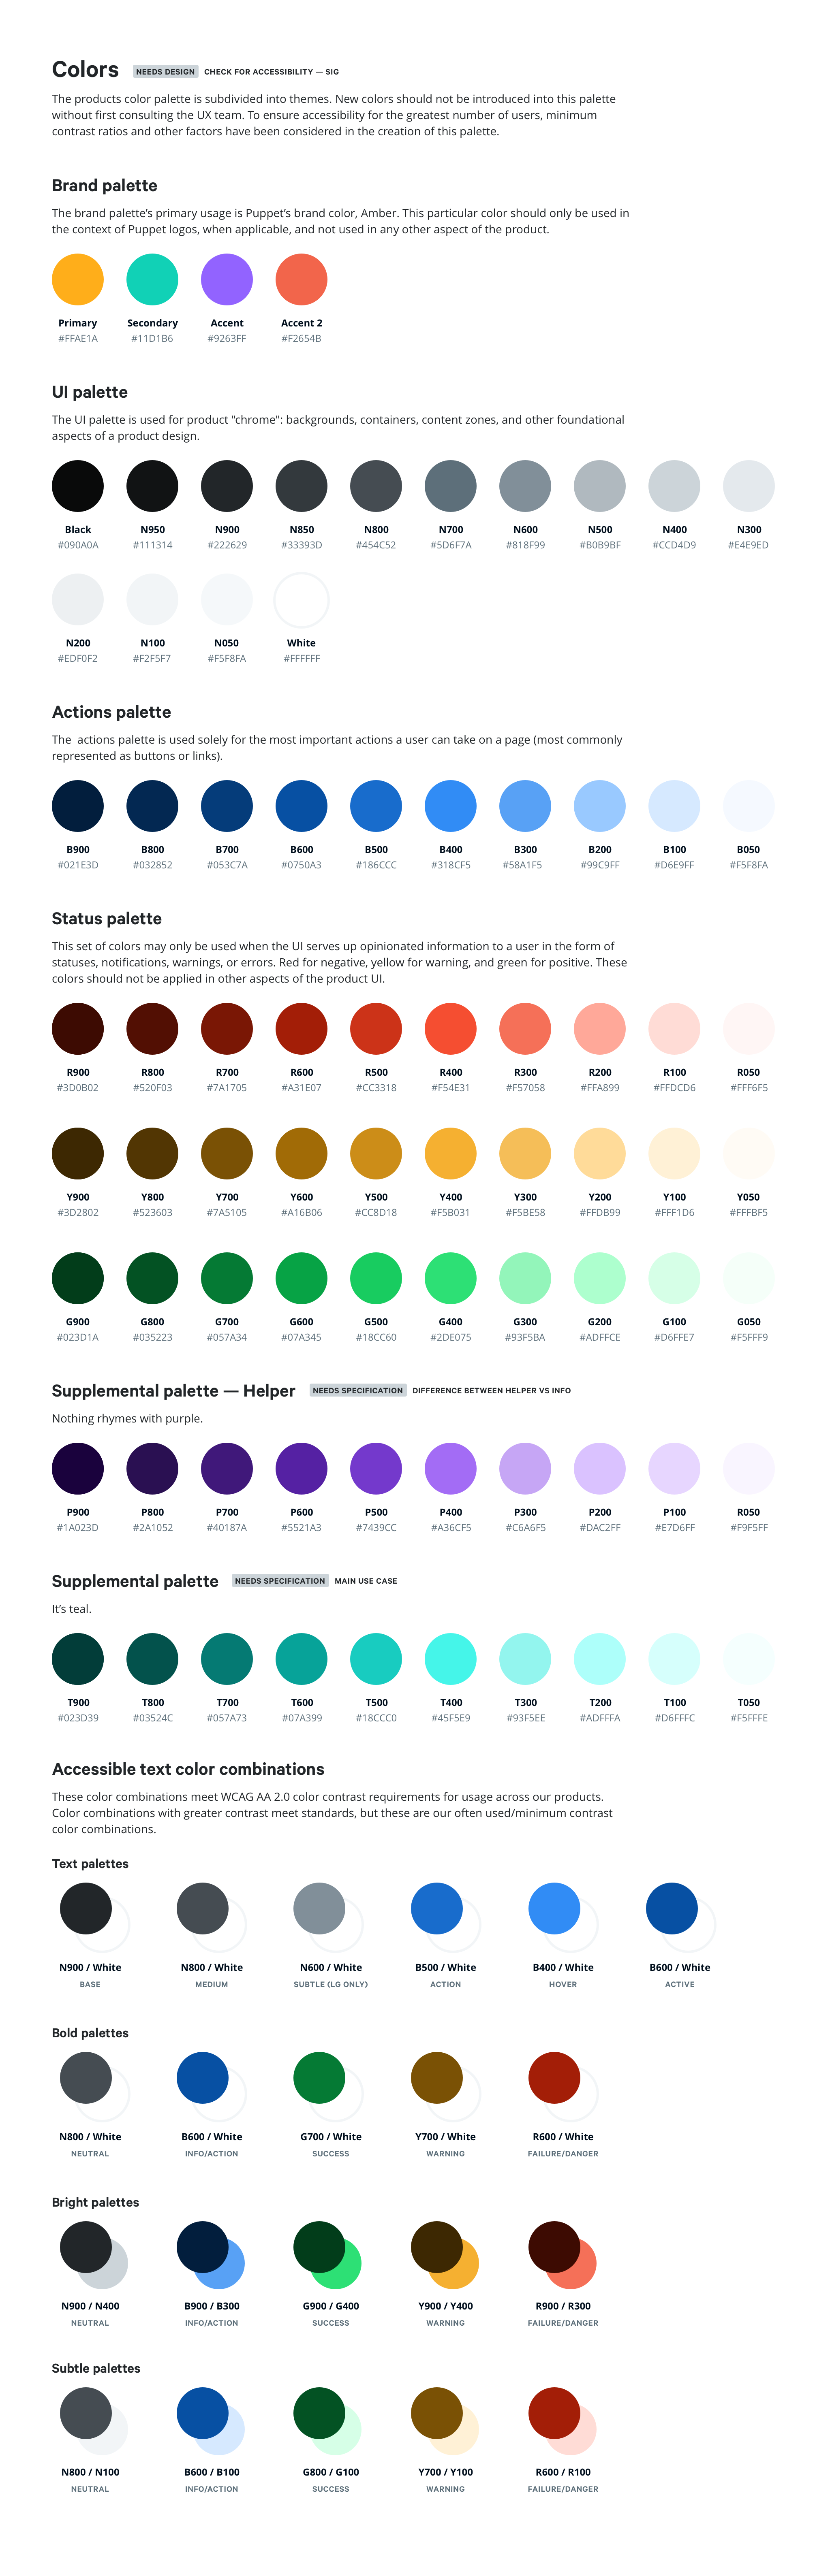 Colors NEEDS DESIGN CHECK FOR ACCESSIBILITY — SIG
The products color palette is subdivided into themes. New colors should not be introduced into this palette
without first consulting the UX team. To ensure accessibility for the greatest number of users, minimum
contrast ratios and other factors have been considered in the creation of this palette.
Brand palette
The brand palette's primary usage is Puppet's brand color, Amber. This particular color should only be used in
the context of Puppet logos, when applicable, and not used in any other aspect of the product.
Primary Secondary Accent Accent 2
#FFAE1A #11D1B6 #9263FF #F2654B
UI palette
The UI palette is used for product "chrome": backgrounds, containers, content zones, and other foundational
aspects of a product design.
Black N950 N900 N850 N800 N700 N600 N500 N400 N300
#090A0A #111314 #222629 #33393D #454C52 #5D6F7A #818F99 #B0B9BF #CCD4D9 #E4E9ED
N200 N100 N050 White
#EDF0F2 #F2F5F7 #F5F8FA #FFFFFF
Actions palette
The  actions palette is used solely for the most important actions a user can take on a page (most commonly
represented as buttons or links).
B900 B800 B700 B600 B500 B400 B300 B200 B100 B050
#021E3D #032852 #053C7A #0750A3 #186CCC #318CF5 #58A1F5 #99C9FF #D6E9FF #F5F8FA
Status palette
This set of colors may only be used when the UI serves up opinionated information to a user in the form of
statuses, notifications, warnings, or errors. Red for negative, yellow for warning, and green for positive. These
colors should not be applied in other aspects of the product UI.
R900 R800 R700 R600 R500 R400 R300 R200 R100 R050
#3D0B02 #520F03 #7A1705 #A31E07 #CC3318 #F54E31 #F57058 #FFA899 #FFDCD6 #FFF6F5
Y900 Y800 Y700 Y600 Y500 Y400 Y300 Y200 Y100 Y050
#3D2802 #523603 #7A5105 #A16B06 #CC8D18 #F5B031 #F5BE58 #FFDB99 #FFF1D6 #FFFBF5
G900 G800 G700 G600 G500 G400 G300 G200 G100 G050
#023D1A #035223 #057A34 #07A345 #18CC60 #2DE075 #93F5BA #ADFFCE #D6FFE7 #F5FFF9
Supplemental palette — Helper NEEDS SPECIFICATION DIFFERENCE BETWEEN HELPER VS INFO
Nothing rhymes with purple.
P900 P800 P700 P600 P500 P400 P300 P200 P100 R050
#1A023D #2A1052 #40187A #5521A3 #7439CC #A36CF5 #C6A6F5 #DAC2FF #E7D6FF #F9F5FF
Supplemental palette NEEDS SPECIFICATION MAIN USE CASE
It's teal.
T900 T800 T700 T600 T500 T400 T300 T200 T100 T050
#023D39 #03524C #057A73 #07A399 #18CCC0 #45F5E9 #93F5EE #ADFFFA #D6FFFC #F5FFFE
Accessible text color combinations
These color combinations meet WCAG AA 2.0 color contrast requirements for usage across our products.
Color combinations with greater contrast meet standards, but these are our often used/minimum contrast
color combinations.
Text palettes
N900 / White N800 / White N600 / White B500 / White B400 / White B600 / White
BASE MEDIUM SUBTLE (LG ONLY) ACTION HOVER ACTIVE
Bold palettes
N800 / White B600 / White G700 / White Y700 / White R600 / White
NEUTRAL INFO/ACTION SUCCESS WARNING FAILURE/DANGER
Bright palettes
N900 / N400 B900 / B300 G900 / G400 Y900 / Y400 R900 / R300
NEUTRAL INFO/ACTION SUCCESS WARNING FAILURE/DANGER
Subtle palettes
N800 / N100 B600 / B100 G800 / G100 Y700 / Y100 R600 / R100
NEUTRAL INFO/ACTION SUCCESS WARNING FAILURE/DANGER